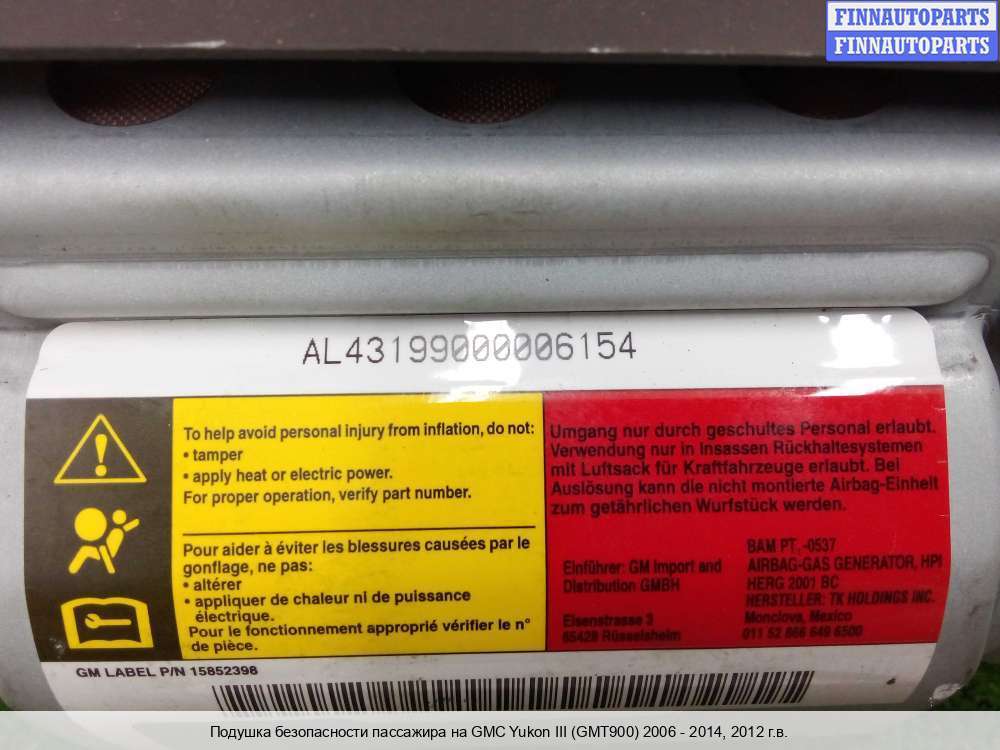 FINNAUTOPARTS
FINNAUTOPARTS
AL43199000006154
To help avoid personal injury from inflation, do not:
• tamper
• apply heat or electric power.
For proper operation, verify part number.
Pour aider à éviter les blessures causées par le
gonflage, ne pas:
• altérer
• appliquer de chaleur ni de puissance
électrique.
Pour le fonctionnement approprié vérifier le n°
de pièce.
Umgang nur durch geschultes Personal erlaubt.
Verwendung nur in Insassen Rückhaltesystemen
mit Luftsack für Kraftfahrzeuge erlaubt. Bei
Auslösung kann die nicht montierte Airbag-Einheit
zum getährlichen Wurfstück werden.
Einführer: GM Import and
Distribution GMBH
Eisenstrasse 3
65428 Rüsselsheim
BAM PT, -0537
AIRBAG-GAS GENERATOR, HPI
HERG 2001 BC
HERSTELLER: TK HOLDINGS INC.
Monclova, Mexico
011 52 866 649 6500
GM LABEL P/N 15852398
Подушка безопасности пассажира на GMC Yukon III (GMT900) 2006 - 2014, 2012 г.в.